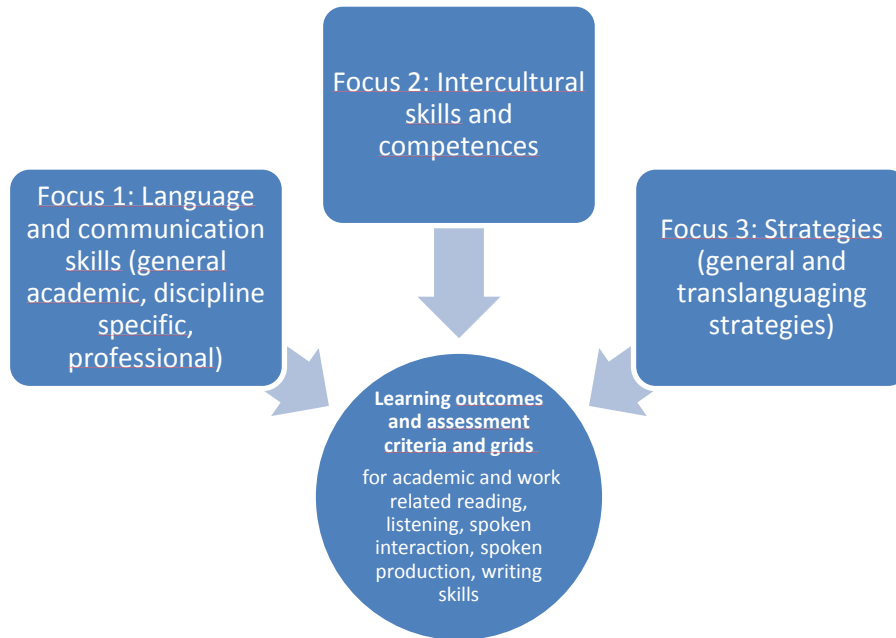 Focus 1: Language
and communication
skills (general
academic, discipline
specific,
professional)
Focus 2: Intercultural
skills and
competences
Focus 3: Strategies
(general and
translanguaging
strategies)
Learning outcomes
and assessment
criteria and grids
for academic and work
related reading,
listening, spoken
interaction, spoken
production, writing
skills